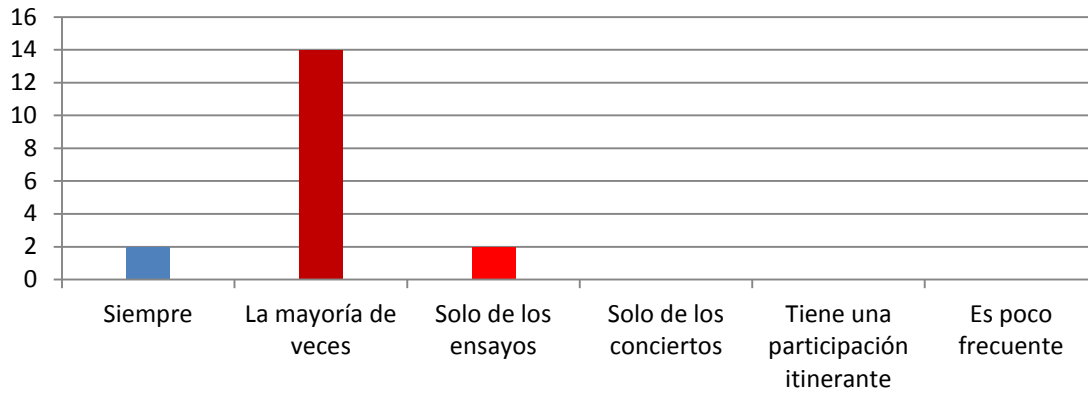 16
14
12
10
8
6
4
2
0
Siempre
La mayoría de
veces
Solo de los
ensayos
Solo de los
conciertos
Tiene una
participación
itinerante
Es poco
frecuente